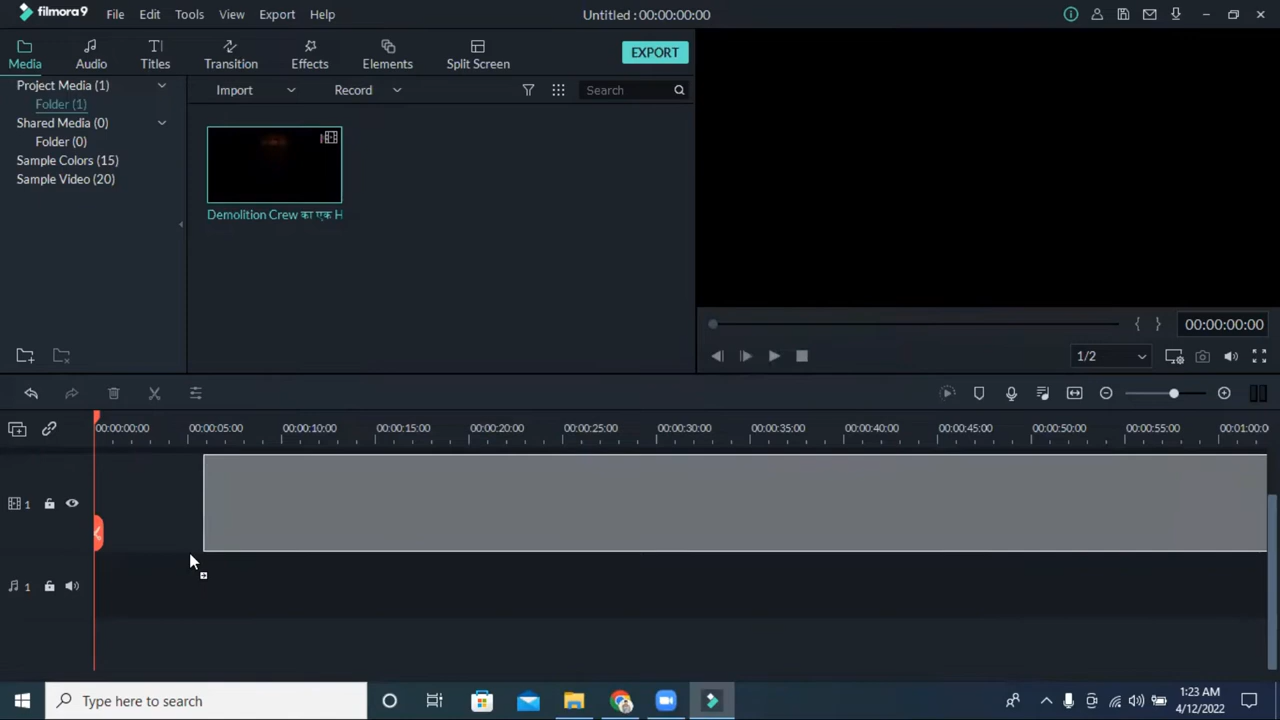 filmora9 File Edit Tools View Export Help Untitled : 00:00:00:00
Media Audio Titles Transition Effects Elements Split Screen EXPORT
Project Media (1)
Folder (1)
Shared Media (0)
Folder (0)
Sample Colors (15)
Sample Video (20)
Import Record Search
Demolition Crew का एक H
{ } 00:00:00:00
1/2
00:00:00:00 00:00:05:00 00:00:10:00 00:00:15:00 00:00:20:00 00:00:25:00 00:00:30:00 00:00:35:00 00:00:40:00 00:00:45:00 00:00:50:00 00:00:55:00 00:01:00:0
1
1
Type here to search
1:23 AM
4/12/2022